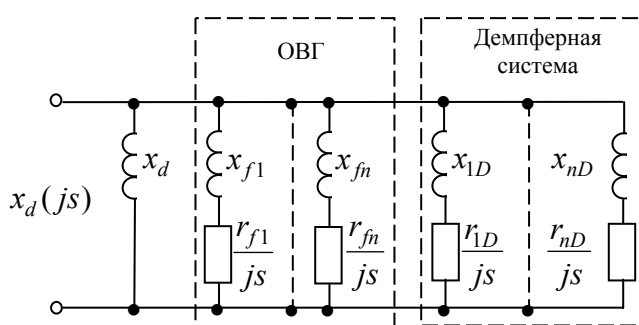 ОВГ
Демпферная
система
x_d
x_{f1}
x_{fn}
x_{1D}
x_{nD}
x_d(js)
r_{f1}/js
r_{fn}/js
r_{1D}/js
r_{nD}/js